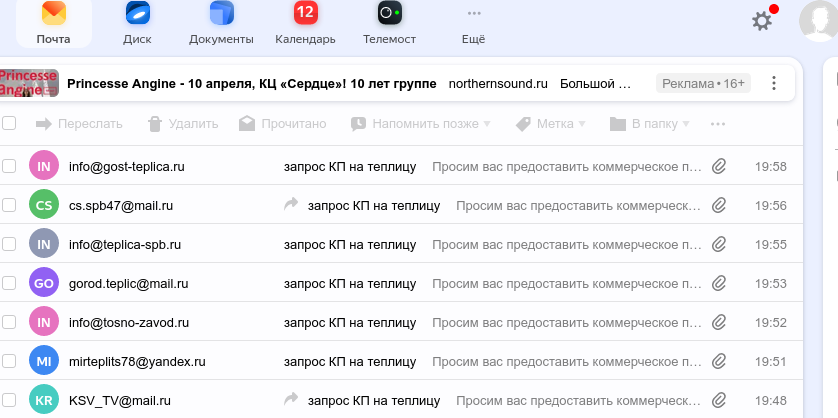 12
Почта Диск Документы Календарь Телемост Ещё
Princesse Angine
Princesse Angine - 10 апреля, КЦ «Сердце»! 10 лет группе northernsound.ru Большой ... Реклама • 16+
Переслать Удалить Прочитано Напомнить позже Метка В папку
IN info@gost-teplica.ru запрос КП на теплицу Просим вас предоставить коммерческое п... 19:58
CS cs.spb47@mail.ru запрос КП на теплицу Просим вас предоставить коммерческ... 19:56
IN info@teplica-spb.ru запрос КП на теплицу Просим вас предоставить коммерческое п... 19:55
GO gorod.teplic@mail.ru запрос КП на теплицу Просим вас предоставить коммерческое п... 19:53
IN info@tosno-zavod.ru запрос КП на теплицу Просим вас предоставить коммерческое п... 19:52
MI mirteplits78@yandex.ru запрос КП на теплицу Просим вас предоставить коммерческое п... 19:51
KR KSV_TV@mail.ru запрос КП на теплицу Просим вас предоставить коммерческ... 19:48